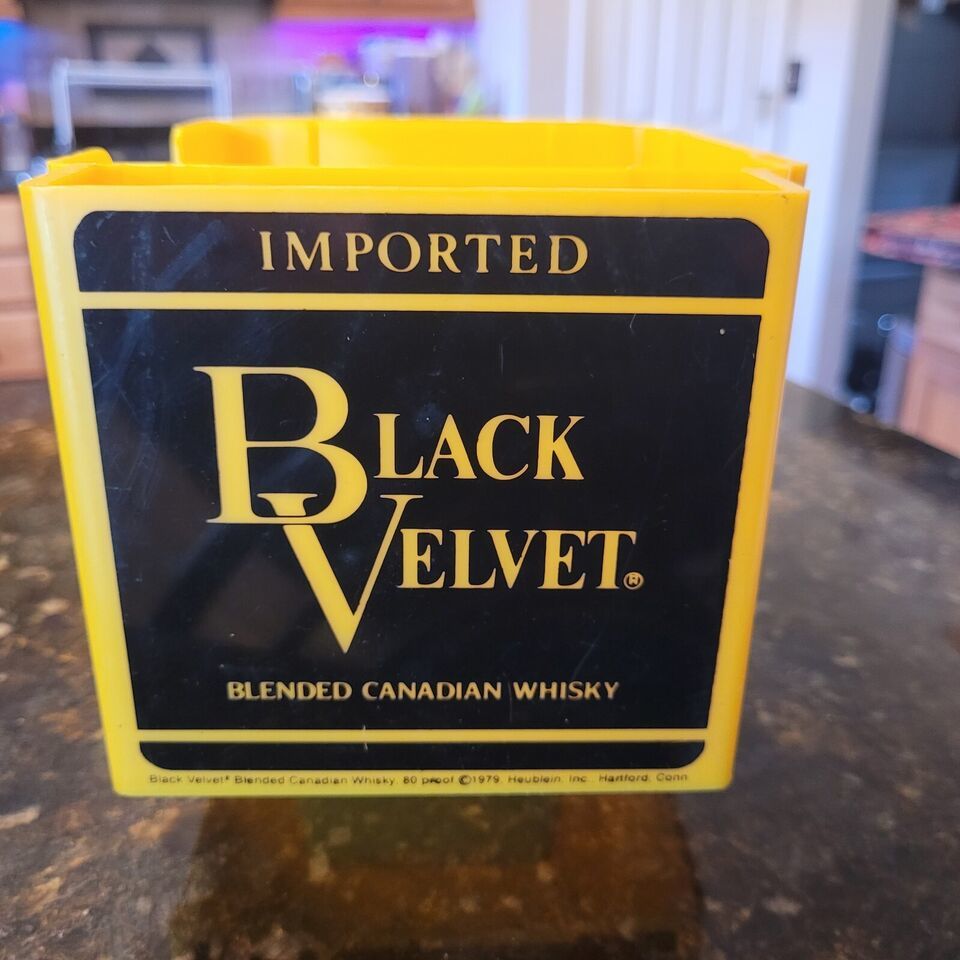 IMPORTED
BLACK
VELVET®
BLENDED CANADIAN WHISKY
Black Velvet® Blended Canadian Whisky. 80 proof ©1979. Heublein, Inc. Hartford, Conn.